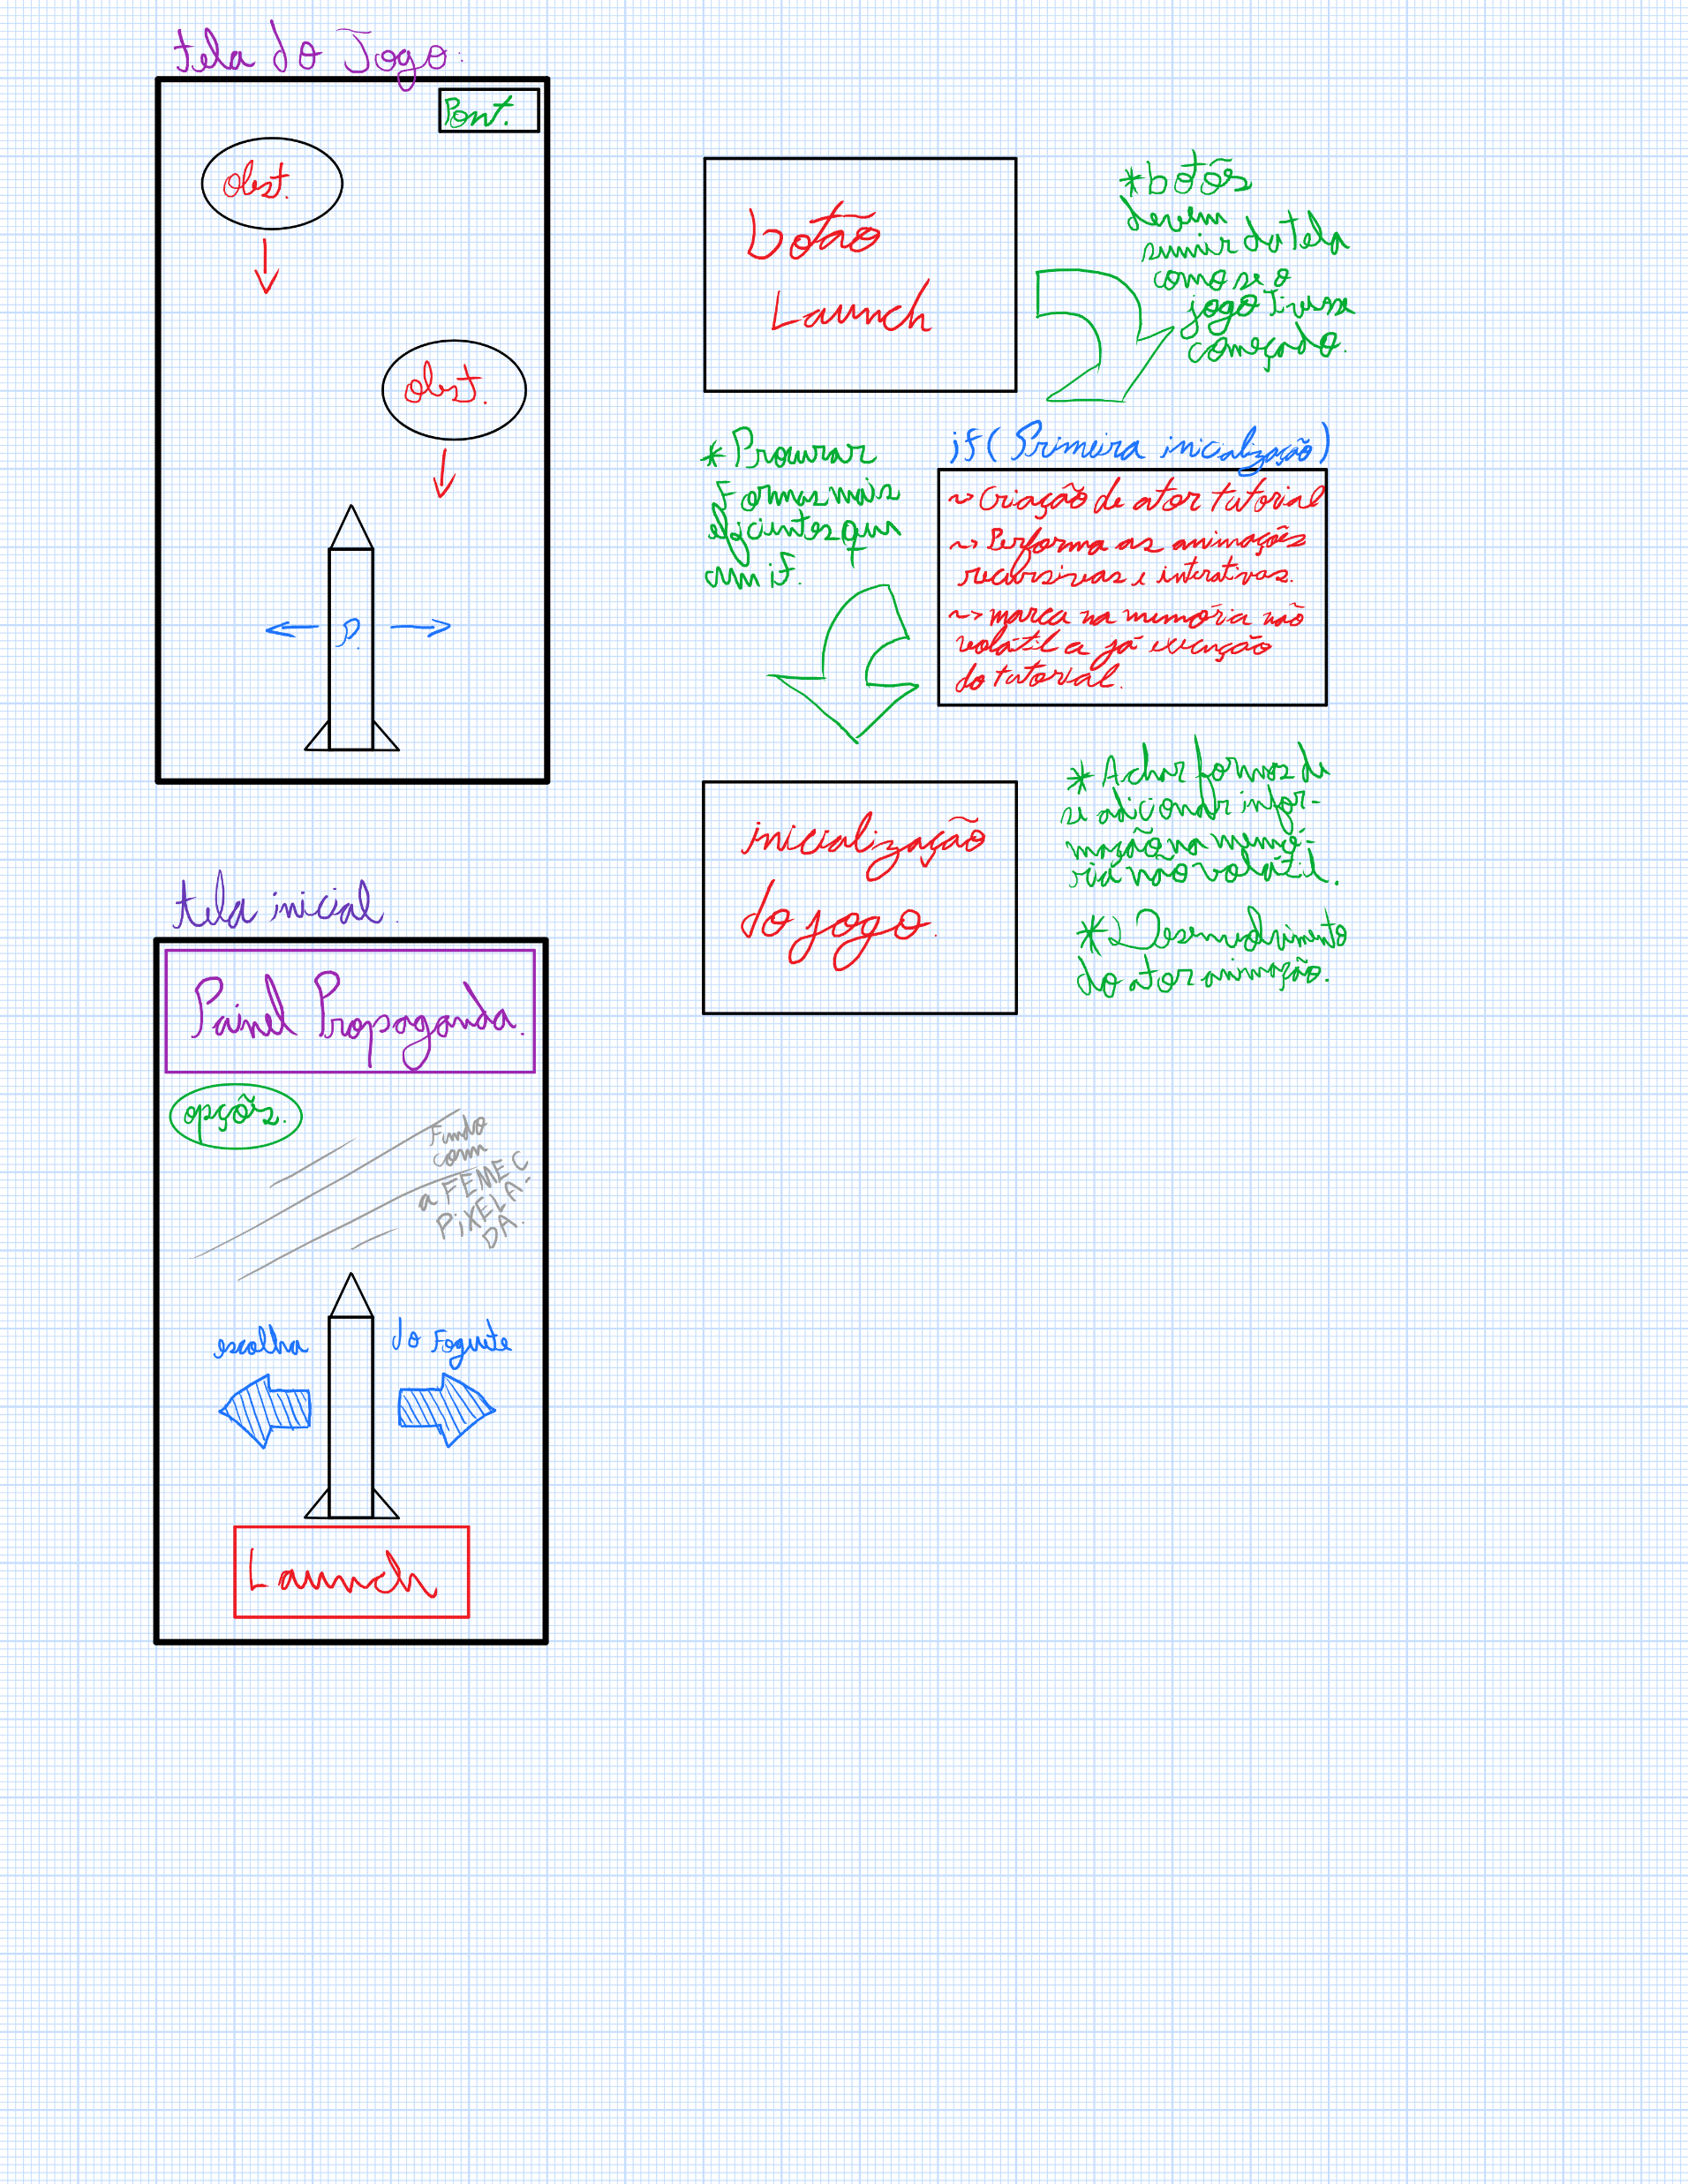 tela do Jogo:
Pont.
obst.
obst.
P.
tela inicial.
Painel Propaganda.
opções.
Fundo
com
a FEMEC
PIXELA-
DA.
escolha do Foguete
Launch
botão
Launch
*botões
devem
sumir da tela
como se o
jogo tivesse
começado.
*Procurar
Formas mais
eficientes que
um if.
if( Primeira inicialização)
~> Criação de ator tutorial
~> Performa as animações
recursivas e interativas.
~> marca na memória não
volátil a já execução
do tutorial.
inicialização
do jogo.
*Achar formas de
se adicionar infor-
mação na memó-
ria não volátil.
*Desenvolvimento
do ator animação.